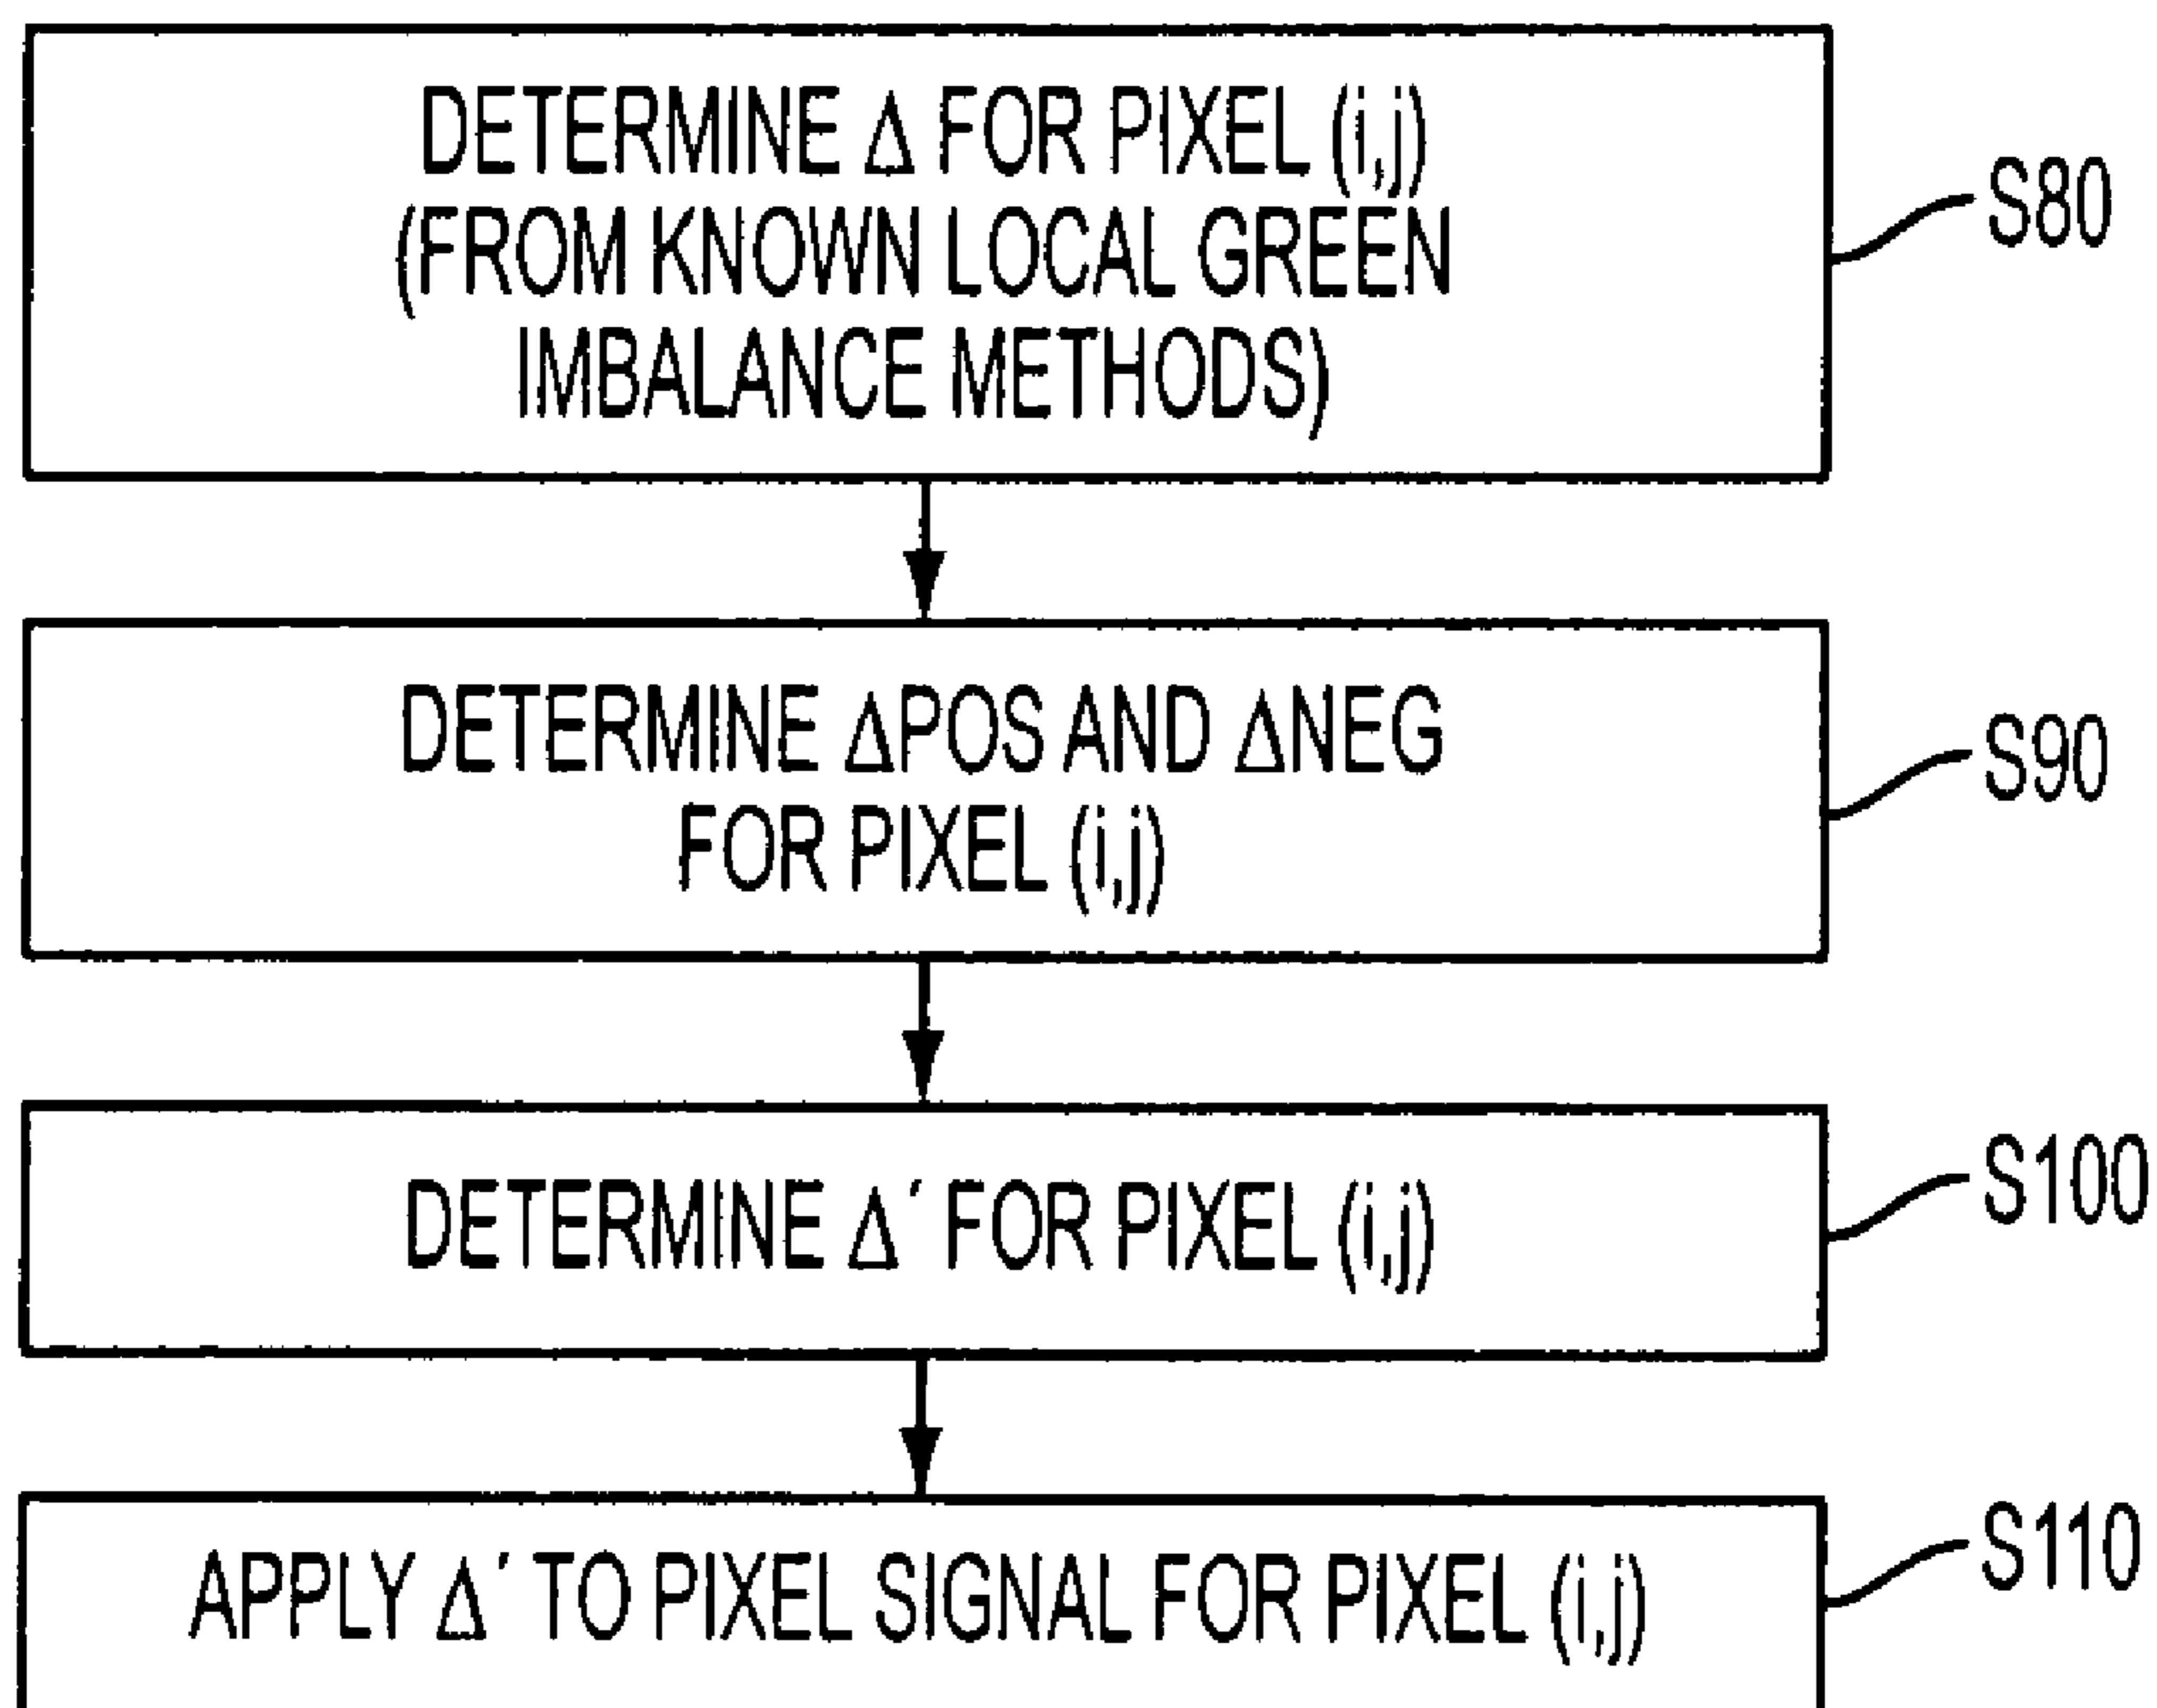 DETERMINE Δ FOR PIXEL (i,j)
(FROM KNOWN LOCAL GREEN
IMBALANCE METHODS)
S80
DETERMINE ΔPOS AND ΔNEG
FOR PIXEL (i,j)
S90
DETERMINE Δ´ FOR PIXEL (i,j)
S100
APPLY Δ´ TO PIXEL SIGNAL FOR PIXEL (i,j)
S110